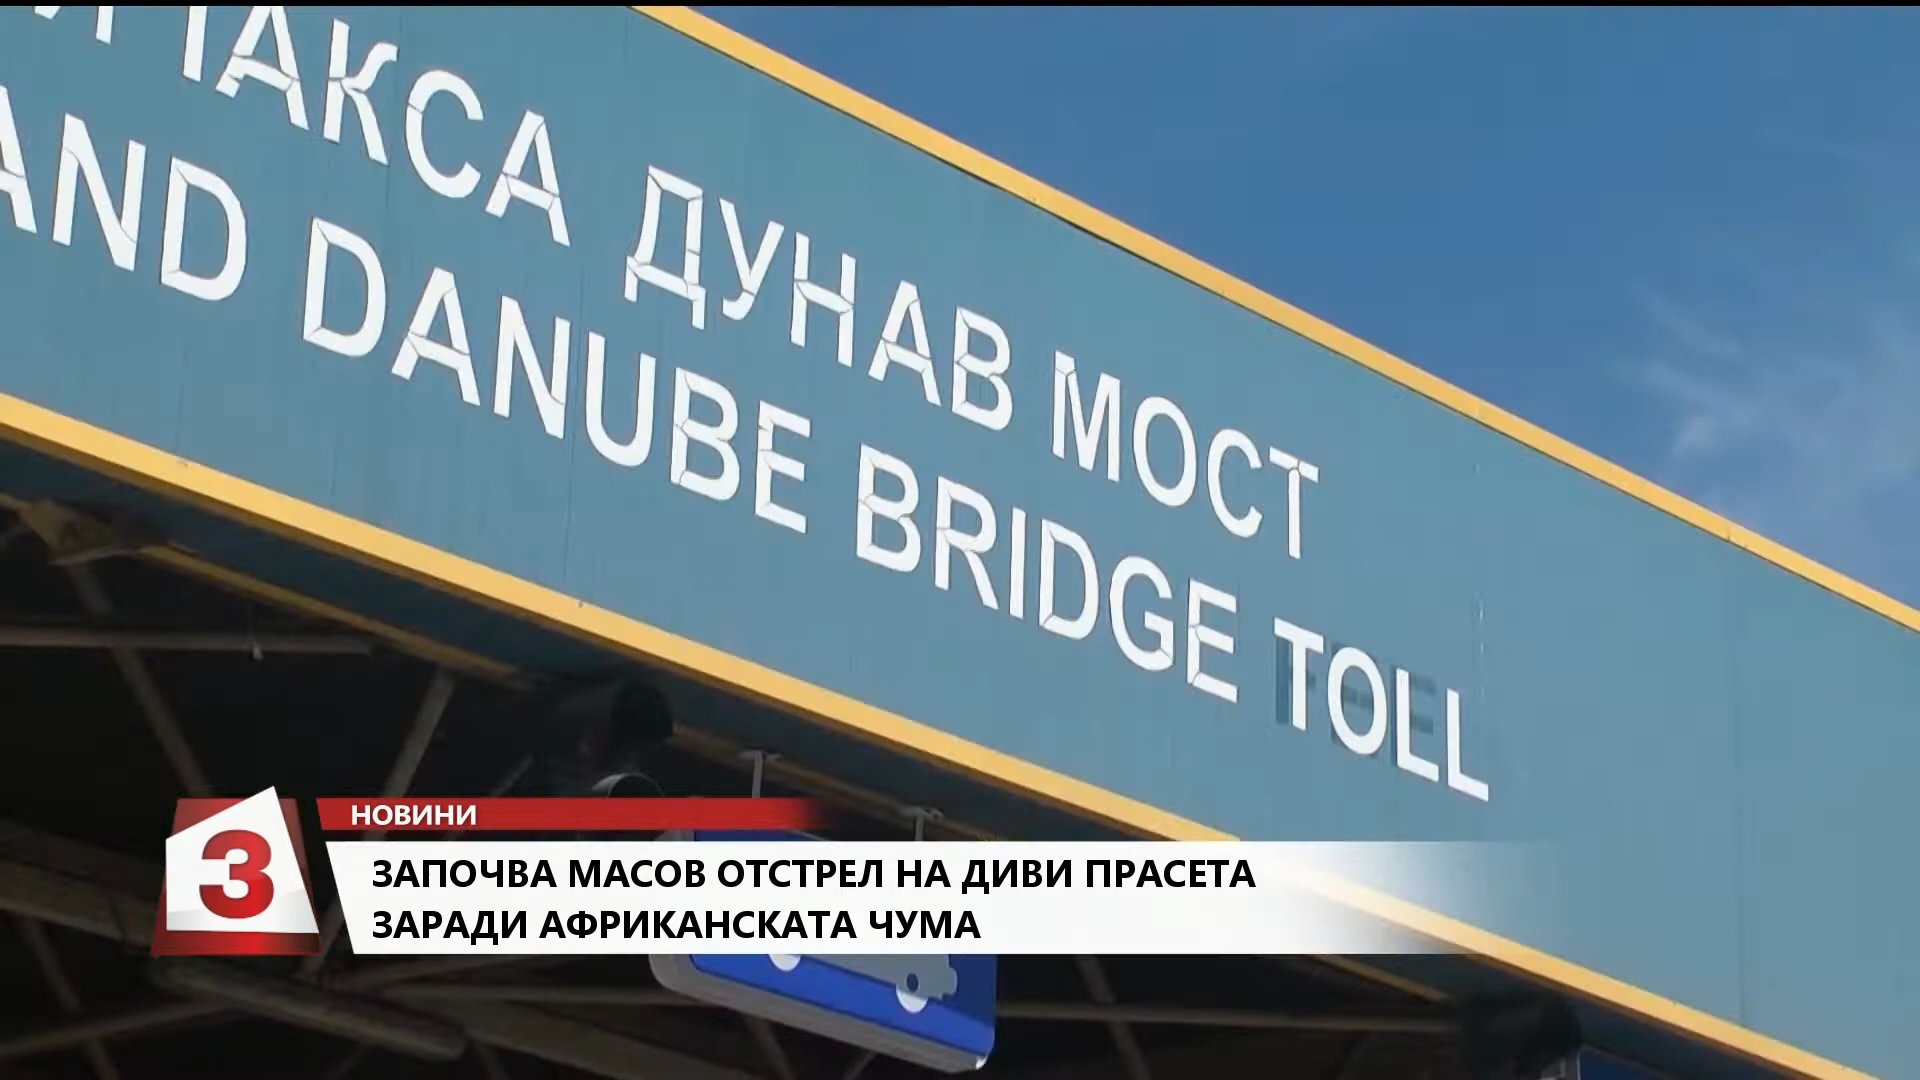 ТАКСА ДУНАВ МОСТ
AND DANUBE BRIDGE TOLL
3
НОВИНИ
ЗАПОЧВА МАСОВ ОТСТРЕЛ НА ДИВИ ПРАСЕТА
ЗАРАДИ АФРИКАНСКАТА ЧУМА